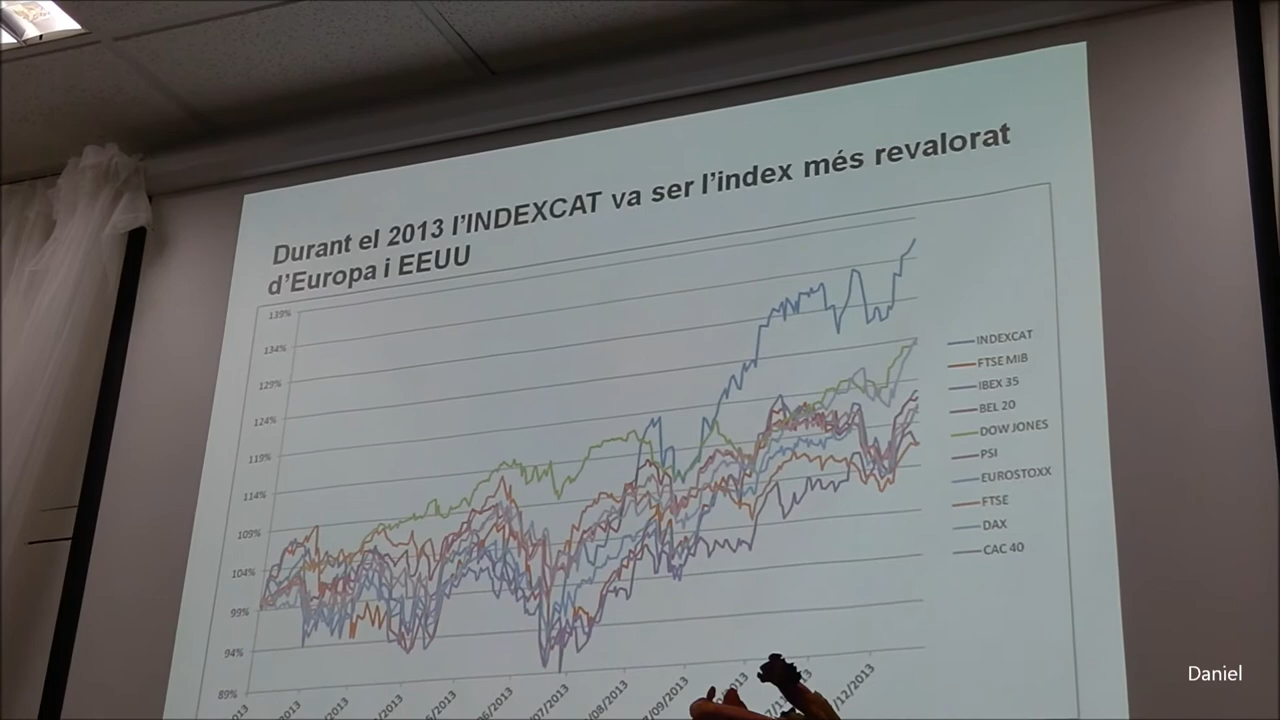 Durant el 2013 l'INDEXCAT va ser l'index més revalorat
d'Europa i EEUU
139%
134%
129%
124%
119%
114%
109%
104%
99%
94%
89%
INDEXCAT
FTSE MIB
IBEX 35
BEL 20
DOW JONES
PSI
EUROSTOXX
FTSE
DAX
CAC 40
/12/2013
Daniel